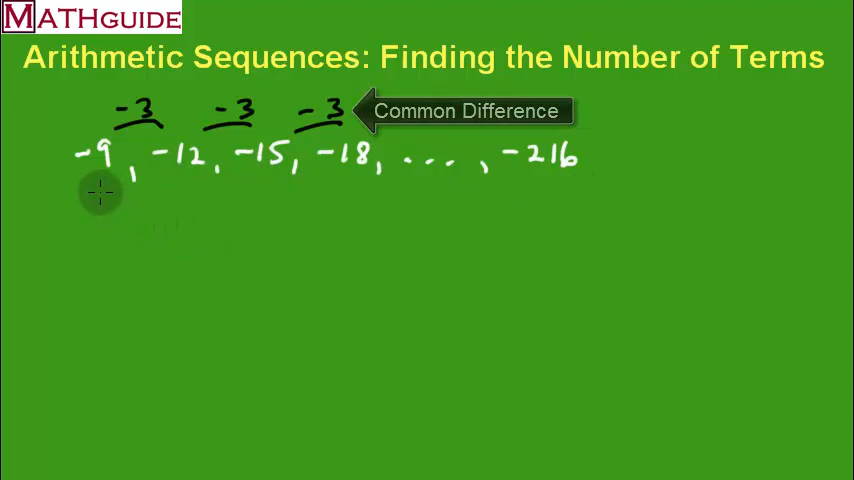 MATHGUIDE
Arithmetic Sequences: Finding the Number of Terms
-3 -3 -3 Common Difference
-9, -12, -15, -18, ..., -216